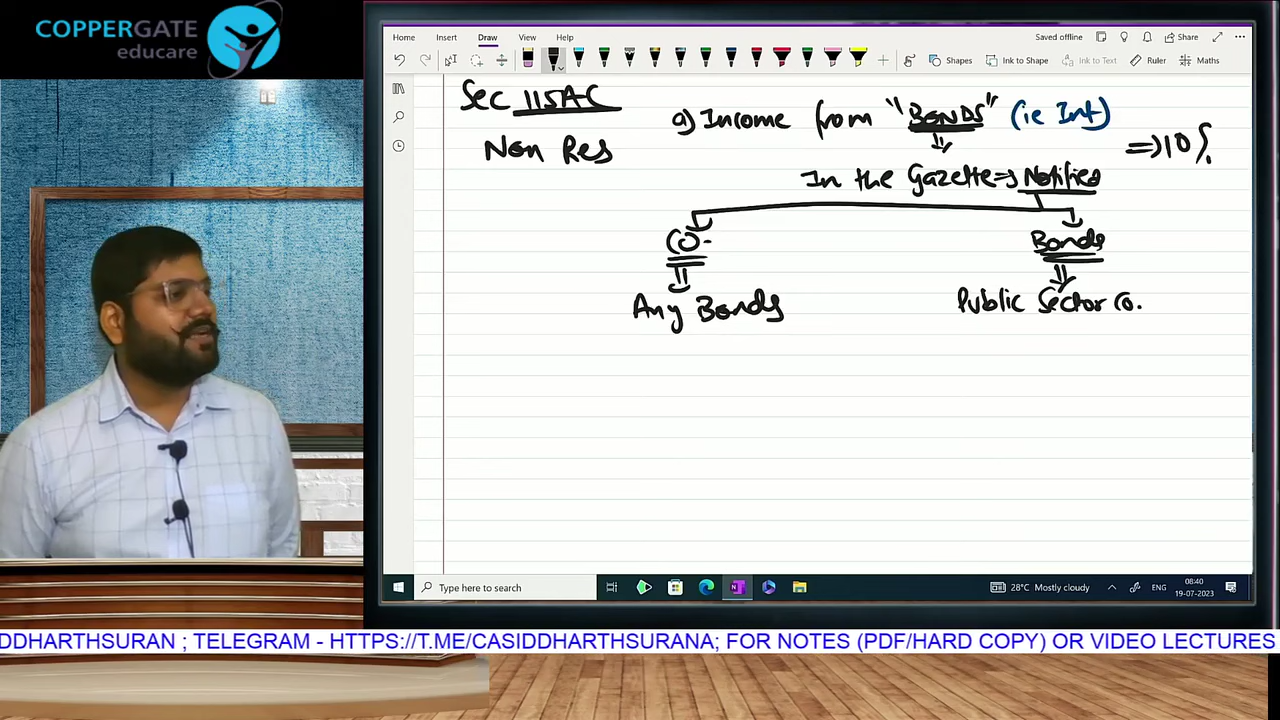 COPPERGATE
educare
Home Insert Draw View Help
Saved offline
Share
Shapes
Ink to Shape
Ink to Text
Ruler
Maths
Sec 115AC
Non Res
a) Income from "BONDS" (ie Int)
=> 10%
In the Gazette => Notified
Co.
Bonds
Any Bonds
Public Sector Co.
Type here to search
28°C Mostly cloudy
ENG
08:40
19-07-2023
DDHARTHSURAN ; TELEGRAM - HTTPS://T.ME/CASIDDHARTHSURANA; FOR NOTES (PDF/HARD COPY) OR VIDEO LECTURES